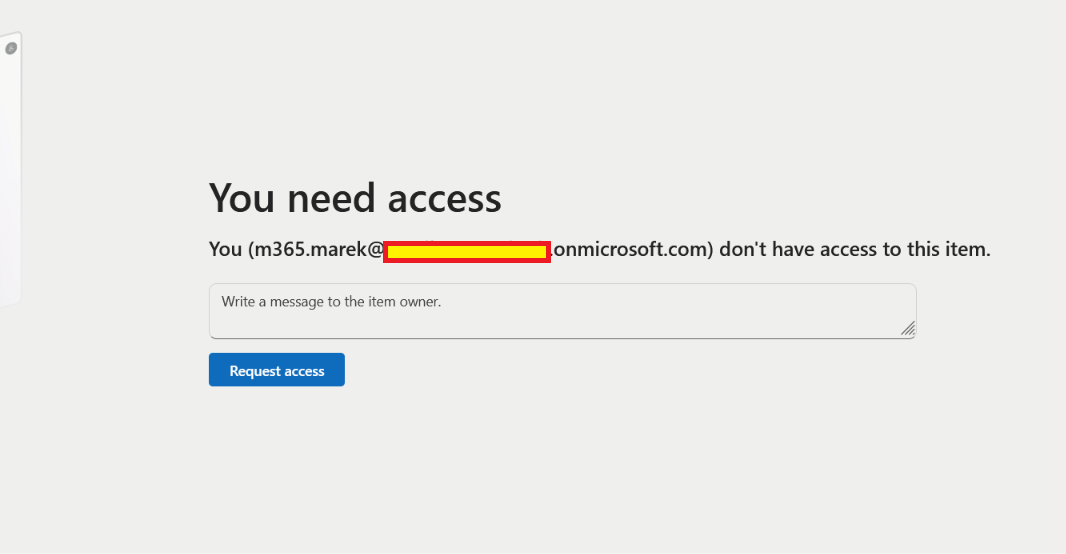 You need access
You (m365.marek@ .onmicrosoft.com) don't have access to this item.
Write a message to the item owner.
Request access